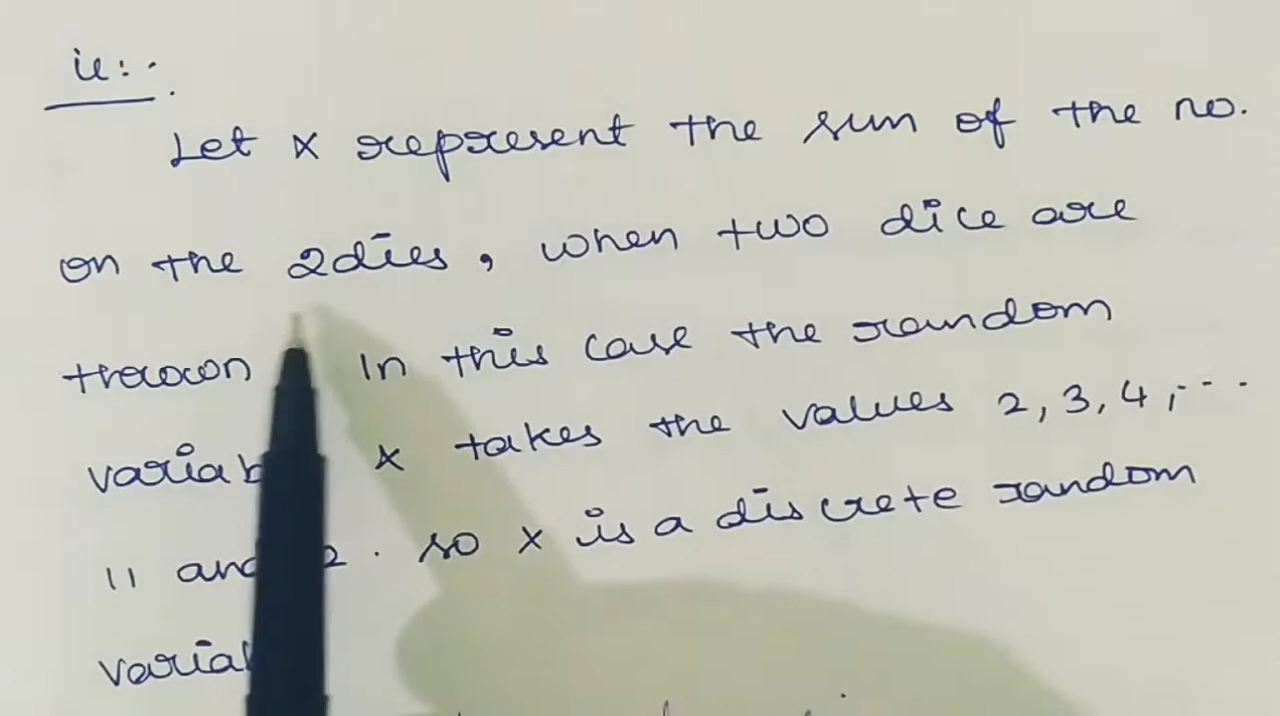 ie:-.
Let x represent the sum of the no.
on the 2dies, when two dice are
thrown In this case the random
x takes the values 2, 3, 4, ...
11 and . so x is a discrete random